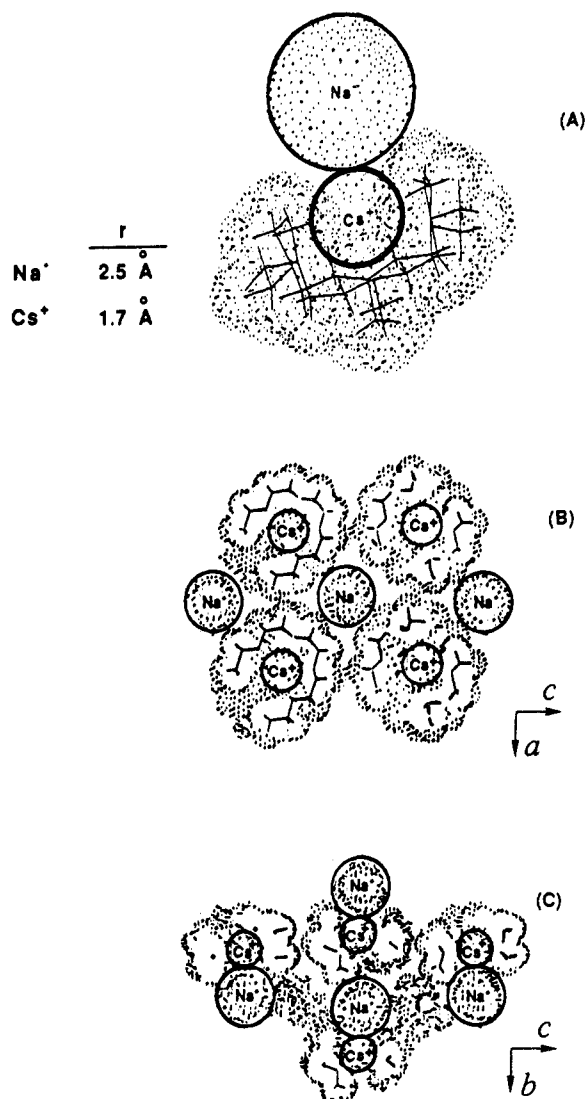 Na⁻
(A)
Cs⁺
r
Na⁻ 2.5 Å
Cs⁺ 1.7 Å
(B)
Cs⁺
Cs⁺
Na⁻
Na⁻
Na⁻
Cs⁺
Cs⁺
c
a
(C)
Na⁻
Cs⁺
Cs⁺
Cs⁺
Na⁻
Na⁻
Na⁻
Cs⁺
c
b